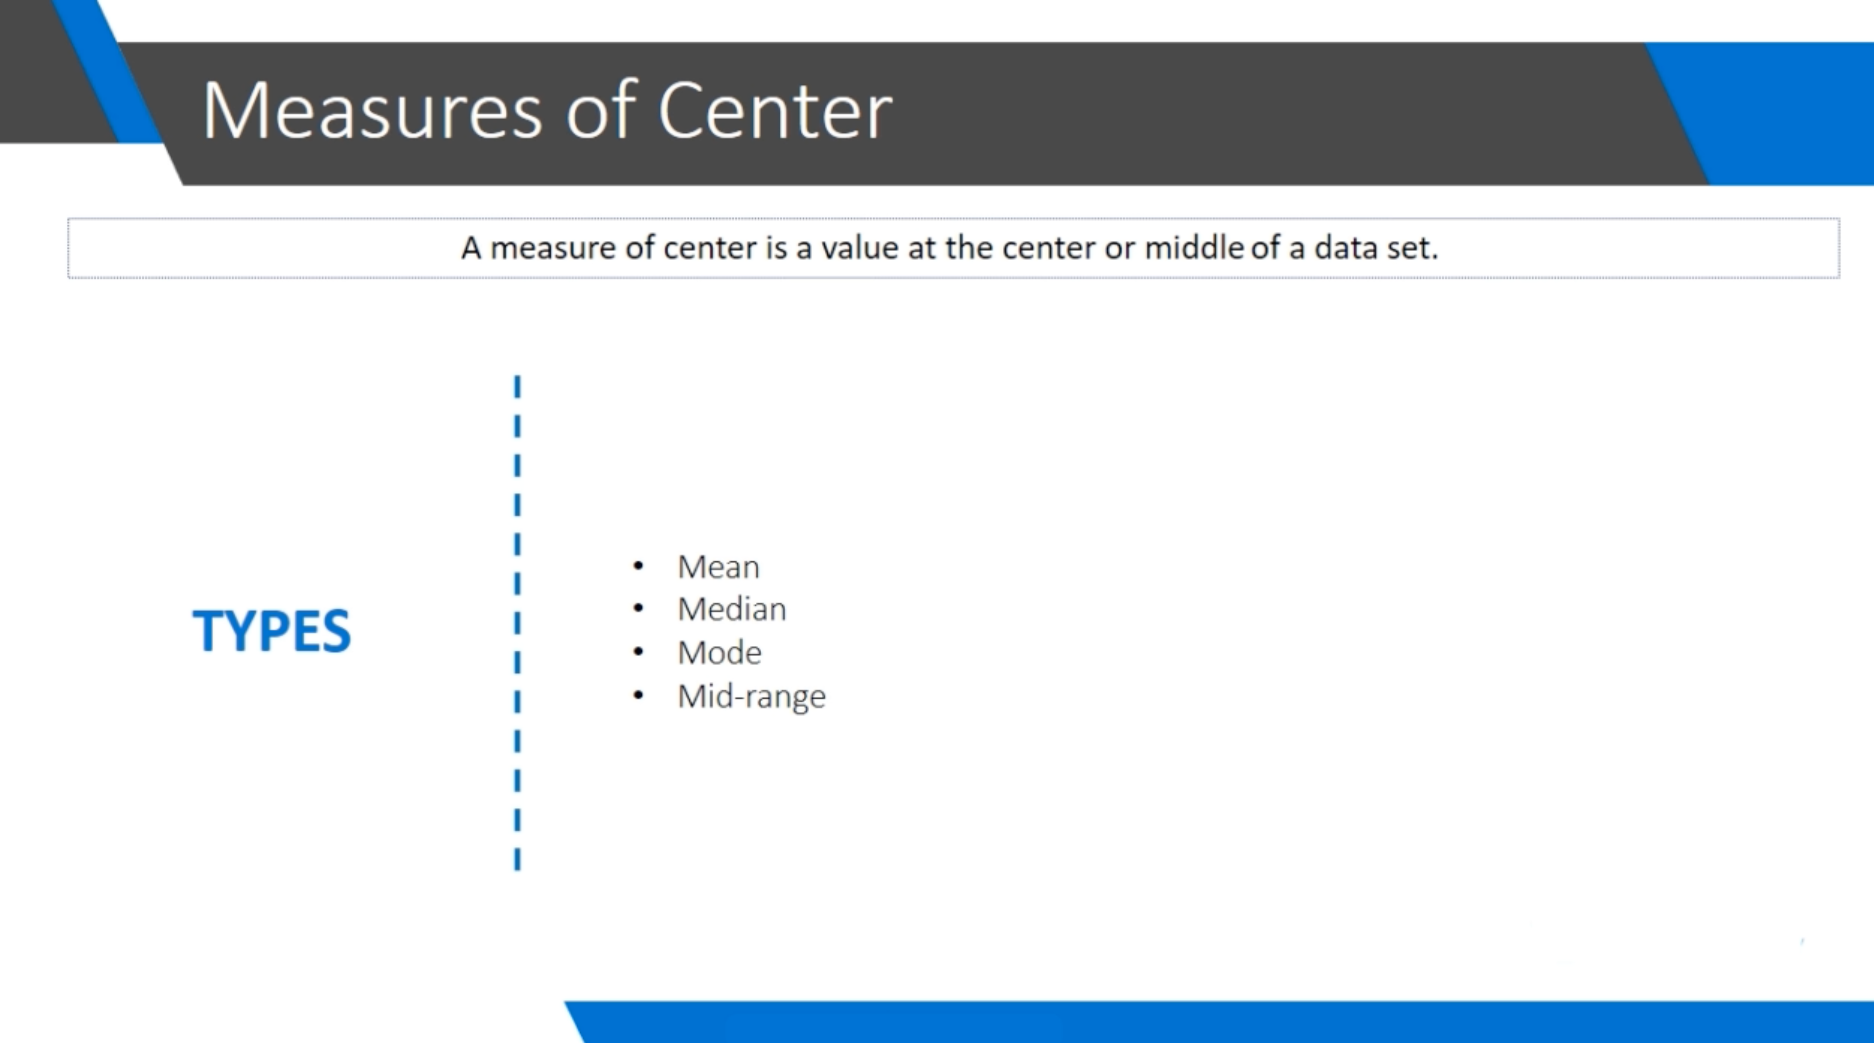 Measures of Center
A measure of center is a value at the center or middle of a data set.
TYPES
• Mean
• Median
• Mode
• Mid-range